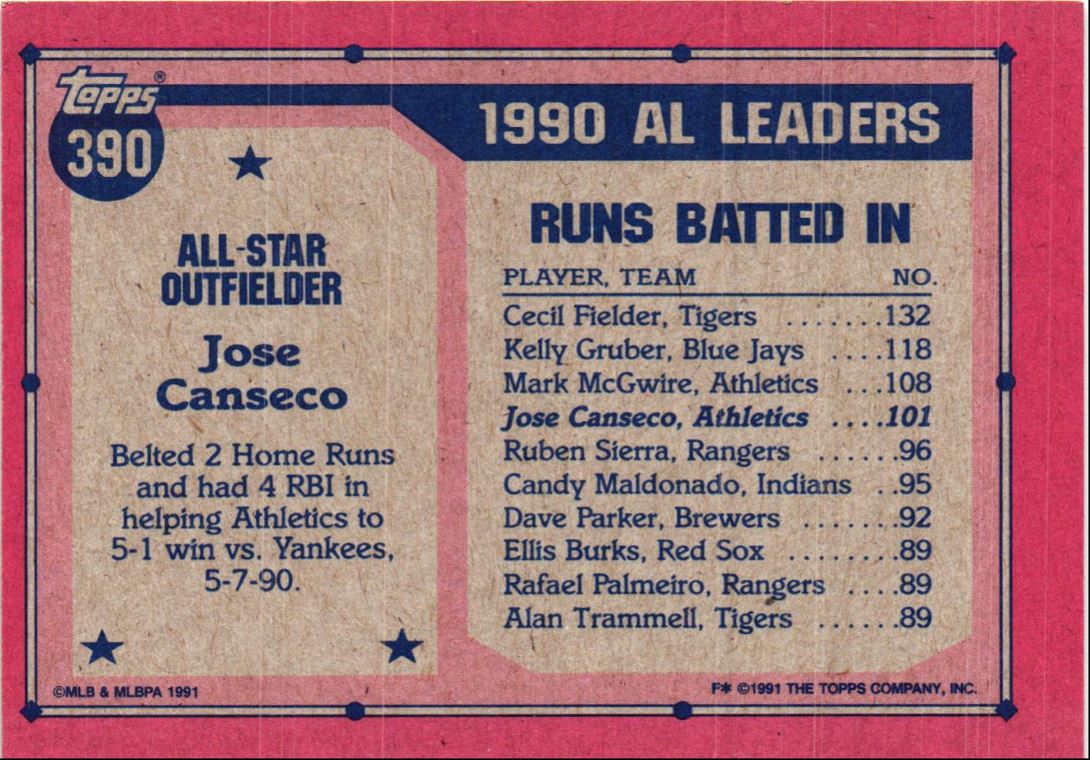 Topps®
390
1990 AL LEADERS
ALL-STAR
OUTFIELDER
Jose
Canseco
Belted 2 Home Runs
and had 4 RBI in
helping Athletics to
5-1 win vs. Yankees,
5-7-90.
RUNS BATTED IN
PLAYER, TEAM NO.
Cecil Fielder, Tigers .......132
Kelly Gruber, Blue Jays ....118
Mark McGwire, Athletics ...108
Jose Canseco, Athletics ....101
Ruben Sierra, Rangers ......96
Candy Maldonado, Indians ..95
Dave Parker, Brewers .......92
Ellis Burks, Red Sox ........89
Rafael Palmeiro, Rangers ....89
Alan Trammell, Tigers ......89
©MLB & MLBPA 1991
F* ©1991 THE TOPPS COMPANY, INC.